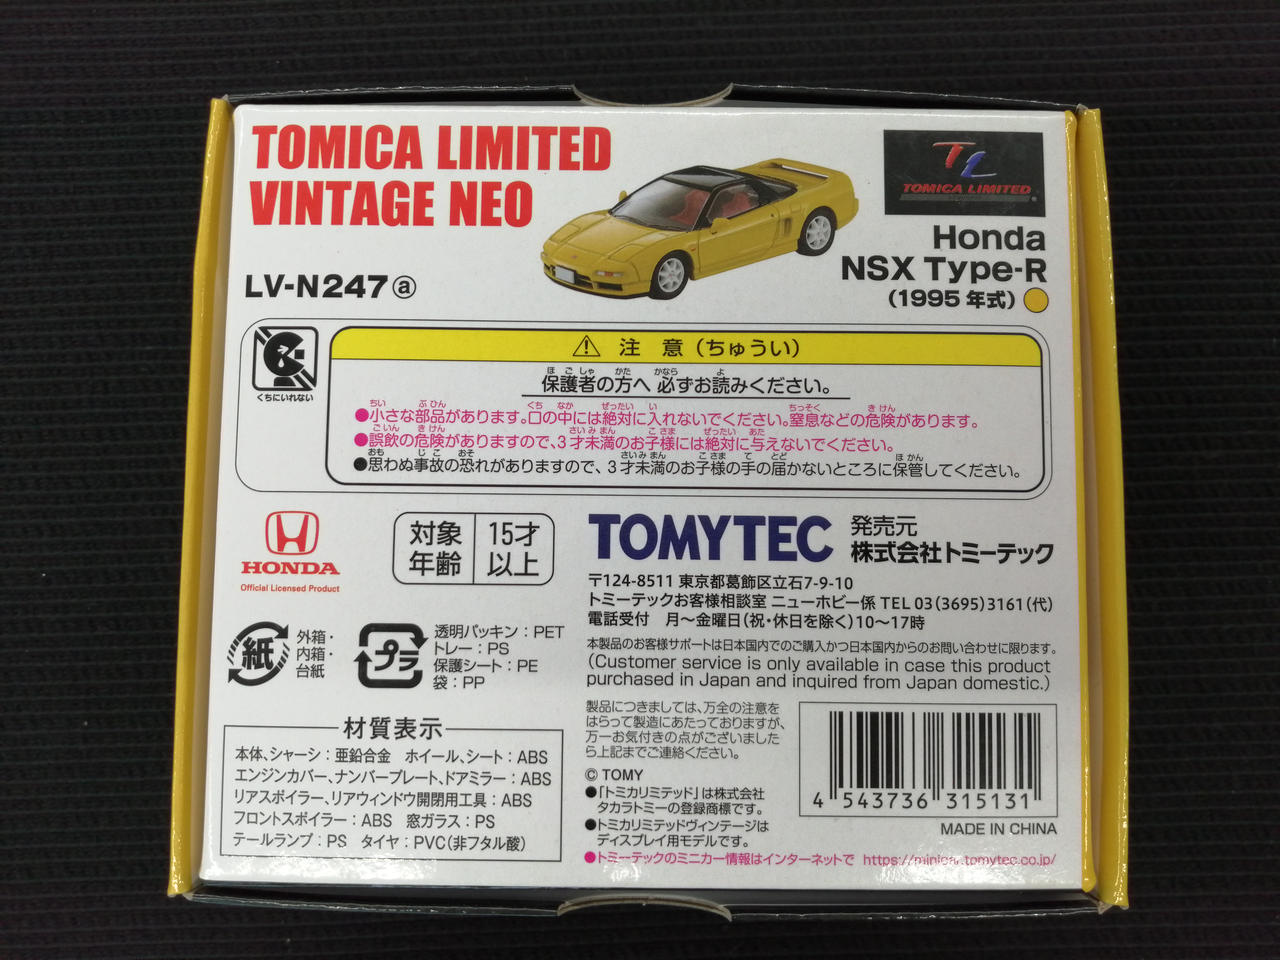 TOMICA LIMITED
VINTAGE NEO
LV-N247ⓐ
TL
TOMICA LIMITED
Honda
NSX Type-R
(1995 年式)
くちにいれない
⚠ 注 意 (ちゅうい)
保護者の方へ 必ずお読みください。
●小さな部品があります。口の中には絶対に入れないでください。窒息などの危険があります。
●誤飲の危険がありますので、3才未満のお子様には絶対に与えないでください。
●思わぬ事故の恐れがありますので、3才未満のお子様の手の届かないところに保管してください。
HONDA
Official Licensed Product
対象年齢
15才以上
TOMYTEC
発売元
株式会社トミーテック
〒124-8511 東京都葛飾区立石7-9-10
トミーテックお客様相談室 ニューホビー係 TEL 03(3695)3161(代)
電話受付 月〜金曜日(祝・休日を除く)10〜17時
紙
外箱・
内箱・
台紙
プラ
透明パッキン:PET
トレー:PS
保護シート:PE
袋:PP
本製品のお客様サポートは日本国内でのご購入かつ日本国内からのお問い合わせに限ります。
(Customer service is only available in case this product
purchased in Japan and inquired from Japan domestic.)
材質表示
本体、シャーシ:亜鉛合金 ホイール、シート:ABS
エンジンカバー、ナンバープレート、ドアミラー:ABS
リアスポイラー、リアウィンドウ開閉用工具:ABS
フロントスポイラー:ABS 窓ガラス:PS
テールランプ:PS タイヤ:PVC(非フタル酸)
製品につきましては、万全の注意を
はらって製造にあたっておりますが、
万一お気付きの点がございました
ら上記までご連絡ください。
© TOMY
●「トミカリミテッド」は株式会社
タカラトミーの登録商標です。
●トミカリミテッドヴィンテージは
ディスプレイ用モデルです。
●トミーテックのミニカー情報はインターネットで https://minicar.tomytec.co.jp/
4 543736 315131
MADE IN CHINA